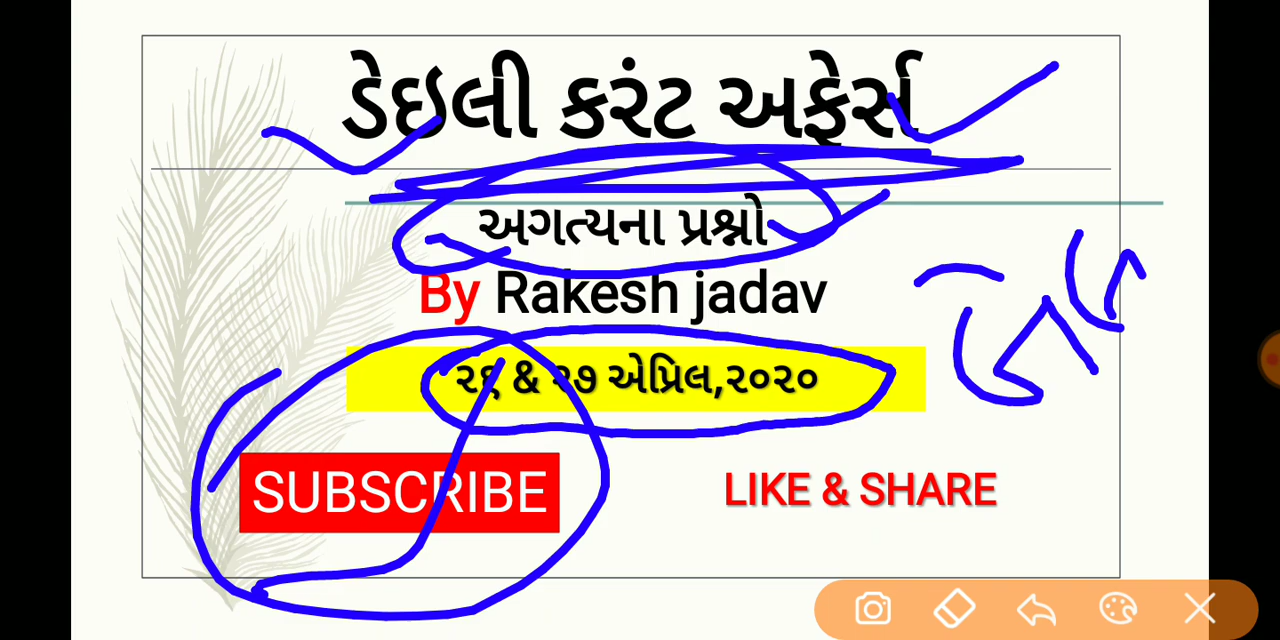 ડેઇલી કરંટ અફેર્સ
અગત્યના પ્રશ્નો
By Rakesh jadav
૨૬ & ૨૭ એપ્રિલ,૨૦૨૦
SUBSCRIBE
LIKE & SHARE